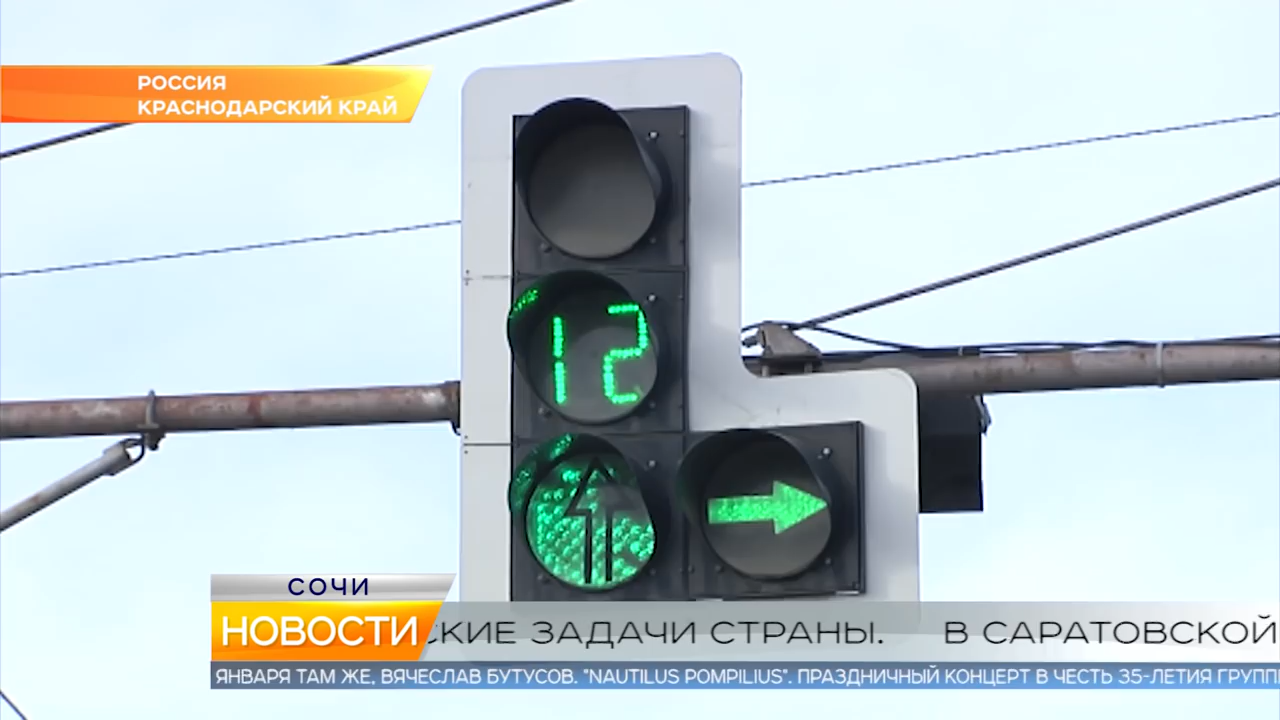 РОССИЯ
КРАСНОДАРСКИЙ КРАЙ
12
СОЧИ
НОВОСТИ
СКИЕ ЗАДАЧИ СТРАНЫ. В САРАТОВСКОЙ
ЯНВАРЯ ТАМ ЖЕ, ВЯЧЕСЛАВ БУТУСОВ. "NAUTILUS POMPILIUS". ПРАЗДНИЧНЫЙ КОНЦЕРТ В ЧЕСТЬ 35-ЛЕТИЯ ГРУПП